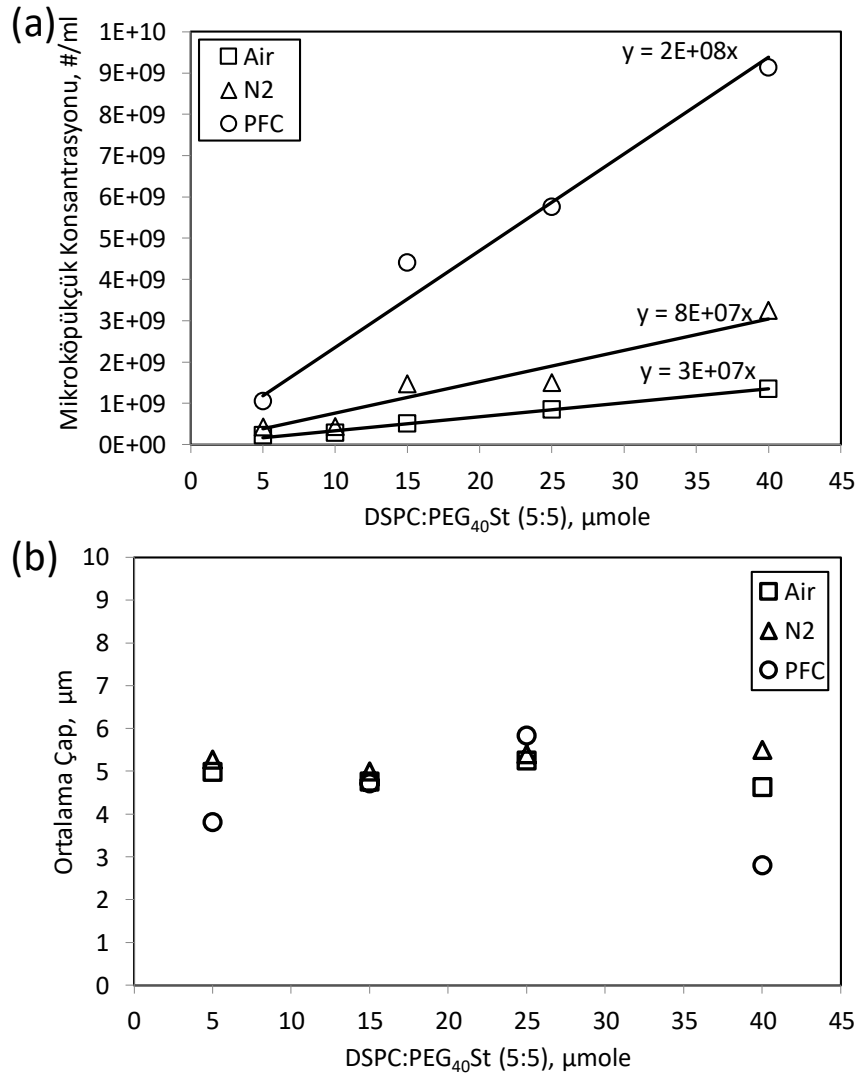 (a)
Mikroköpükçük Konsantrasyonu, #/ml
1E+10
9E+09
8E+09
7E+09
6E+09
5E+09
4E+09
3E+09
2E+09
1E+09
0E+00
Air
N2
PFC
y = 2E+08x
y = 8E+07x
y = 3E+07x
0 5 10 15 20 25 30 35 40 45
DSPC:PEG₄₀St (5:5), µmole
(b)
Ortalama Çap, µm
10
9
8
7
6
5
4
3
2
1
0
Air
N2
PFC
0 5 10 15 20 25 30 35 40 45
DSPC:PEG₄₀St (5:5), µmole